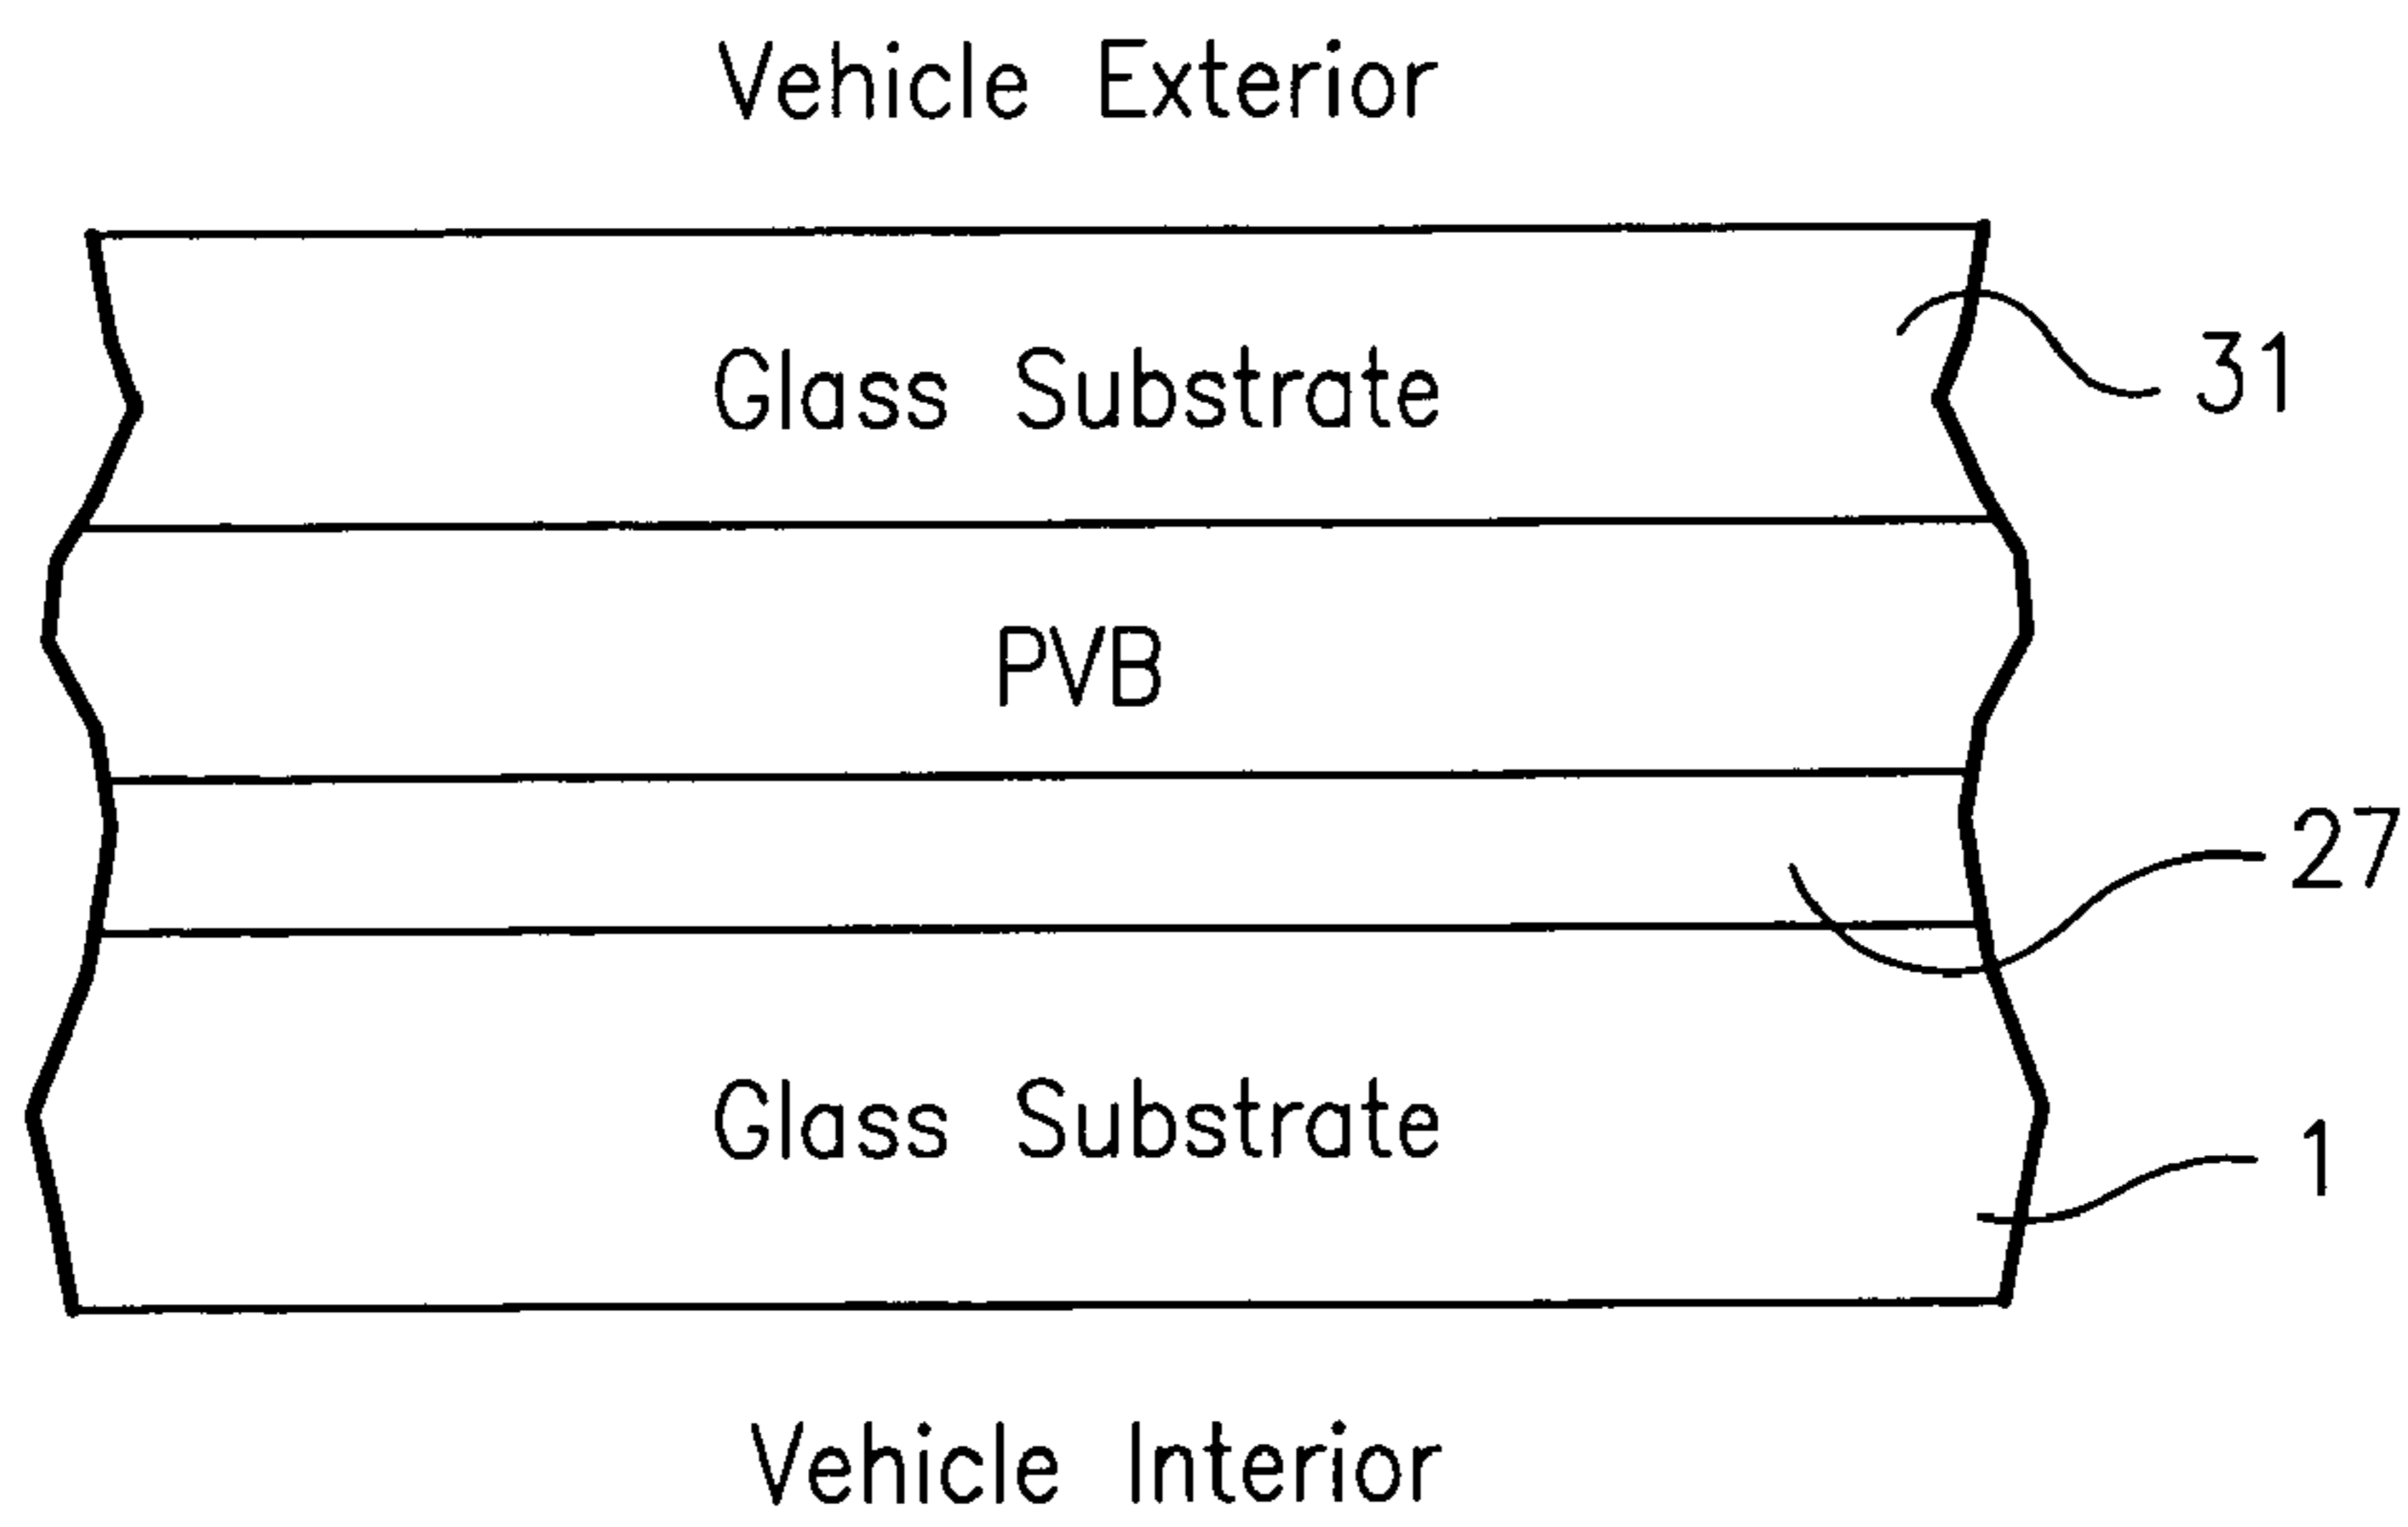 Vehicle Exterior
Glass Substrate
31
PVB
27
Glass Substrate
1
Vehicle Interior